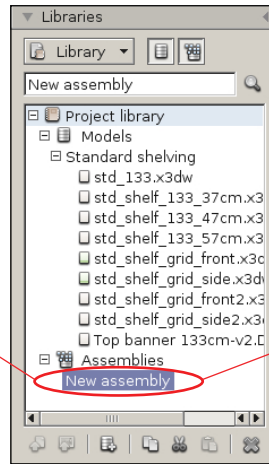 Libraries
Library
New assembly
Project library
Models
Standard shelving
std_133.x3dw
std_shelf_133_37cm.x3
std_shelf_133_47cm.x3
std_shelf_133_57cm.x3
std_shelf_grid_front.x3d
std_shelf_grid_side.x3dw
std_shelf_grid_front2.x3
std_shelf_grid_side2.x3
Top banner 133cm-v2.D
Assemblies
New assembly